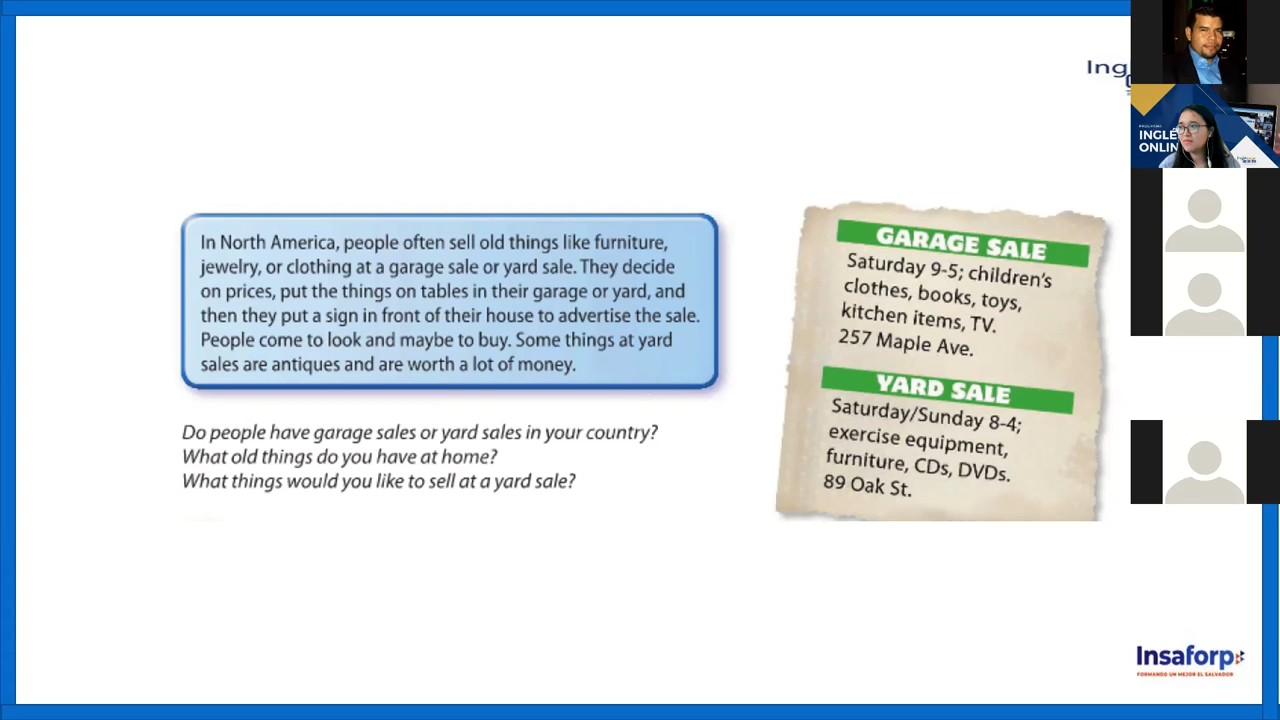 Ing
In North America, people often sell old things like furniture,
jewelry, or clothing at a garage sale or yard sale. They decide
on prices, put the things on tables in their garage or yard, and
then they put a sign in front of their house to advertise the sale.
People come to look and maybe to buy. Some things at yard
sales are antiques and are worth a lot of money.
Do people have garage sales or yard sales in your country?
What old things do you have at home?
What things would you like to sell at a yard sale?
GARAGE SALE
Saturday 9-5; children's
clothes, books, toys,
kitchen items, TV.
257 Maple Ave.
YARD SALE
Saturday/Sunday 8-4;
exercise equipment,
furniture, CDs, DVDs.
89 Oak St.
INGLÉ
ONLIN
Insaforp
FORMANDO UN MEJOR EL SALVADOR